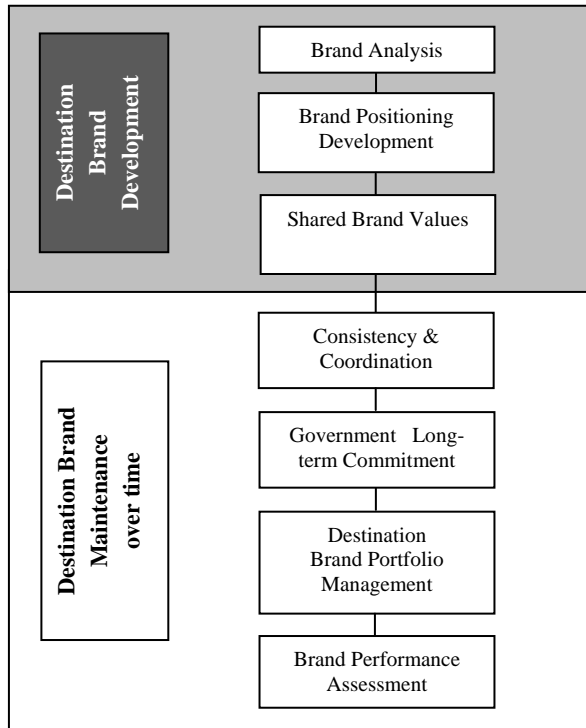 Destination
Brand
Development
Brand Analysis
Brand Positioning
Development
Shared Brand Values
Destination Brand
Maintenance
over time
Consistency &
Coordination
Government Long-
term Commitment
Destination
Brand Portfolio
Management
Brand Performance
Assessment